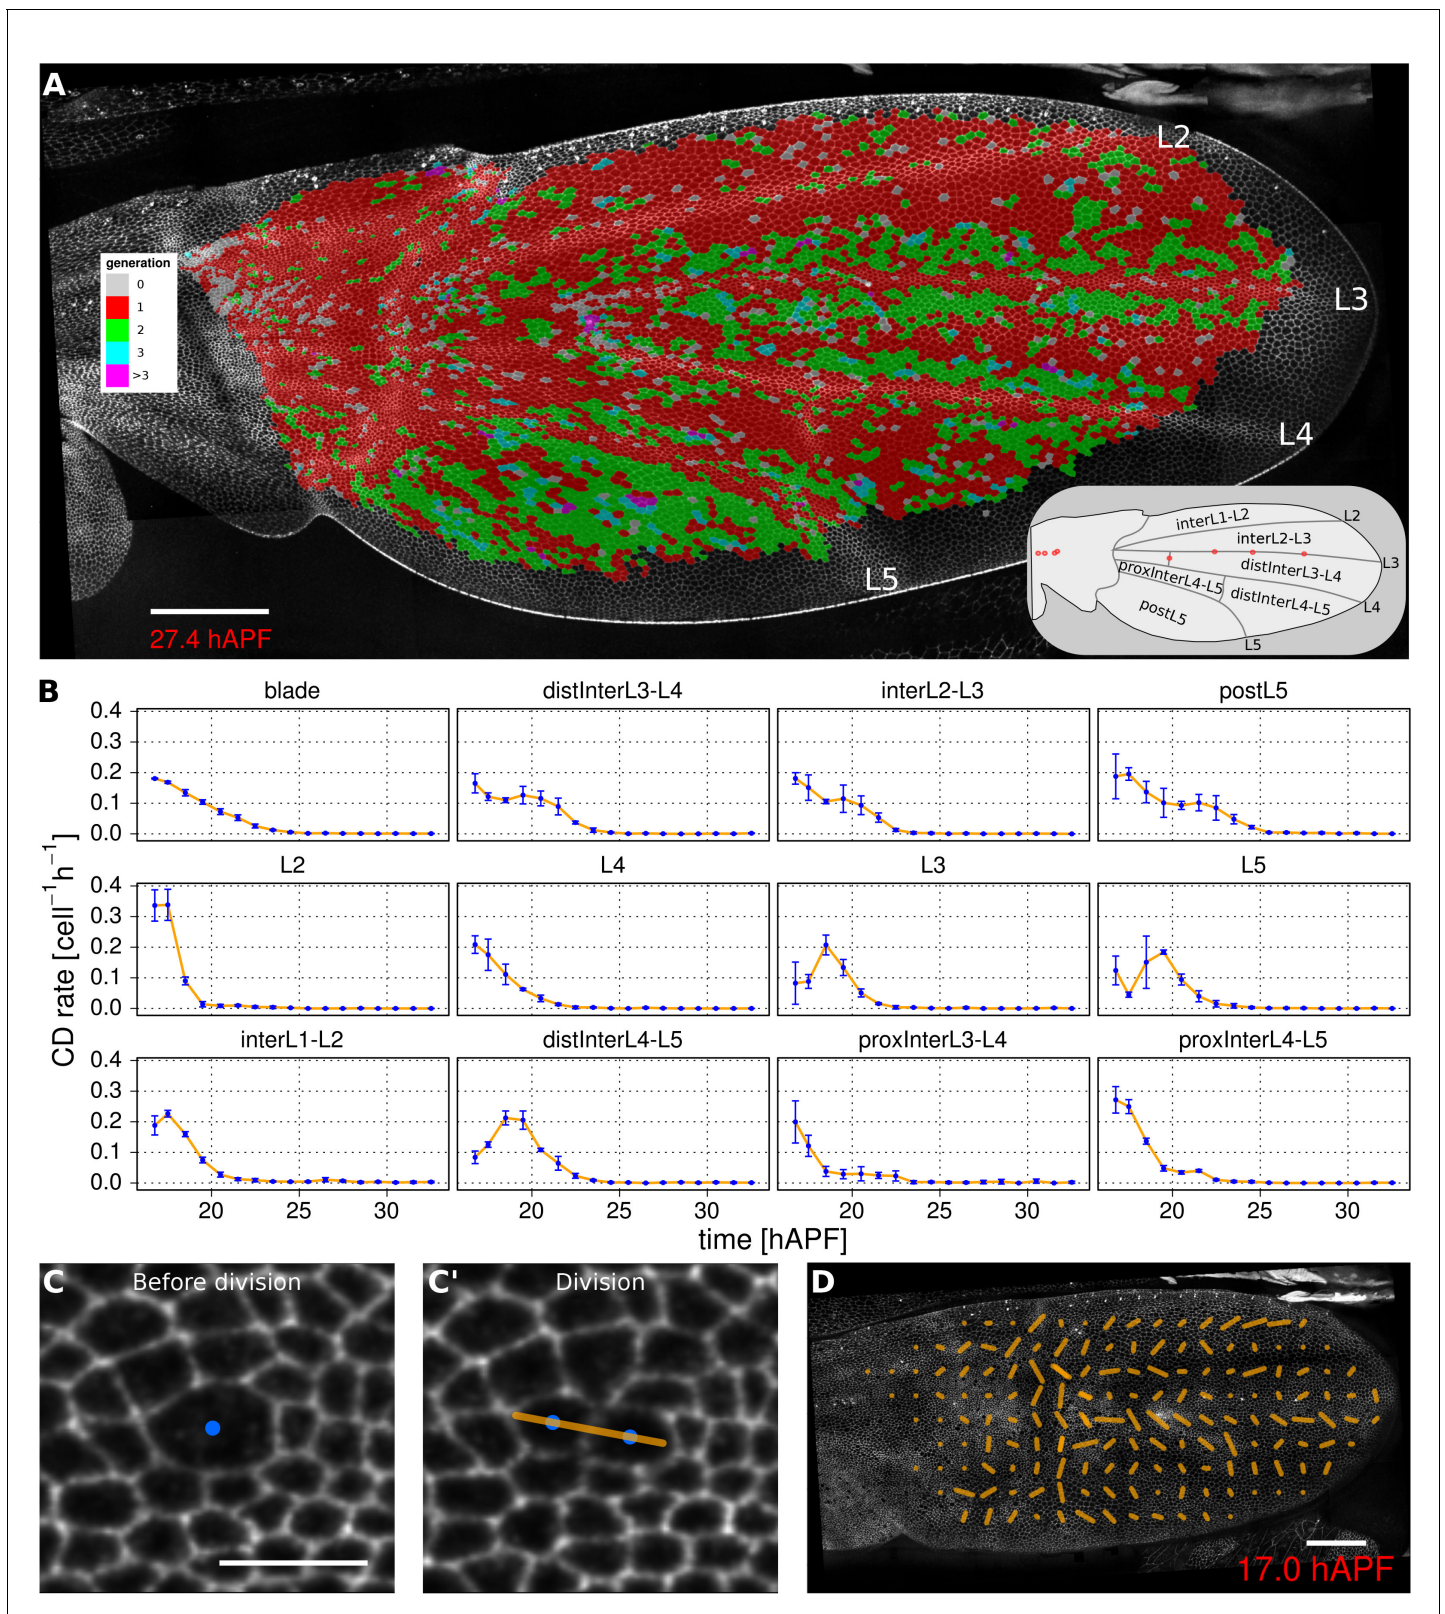 A
L2
L3
L4
L5
generation
0
1
2
3
>3
27.4 hAPF
interL1-L2
L2
interL2-L3
L3
distInterL3-L4
proxInterL4-L5
distInterL4-L5
L4
postL5
L5
B
blade distInterL3-L4 interL2-L3 postL5
0.4
0.3
0.2
0.1
0.0
L2 L4 L3 L5
0.4
0.3
0.2
0.1
0.0
interL1-L2 distInterL4-L5 proxInterL3-L4 proxInterL4-L5
0.4
0.3
0.2
0.1
0.0
CD rate [cell⁻¹h⁻¹]
20 25 30 20 25 30 20 25 30 20 25 30
time [hAPF]
C Before division
C' Division
D
17.0 hAPF